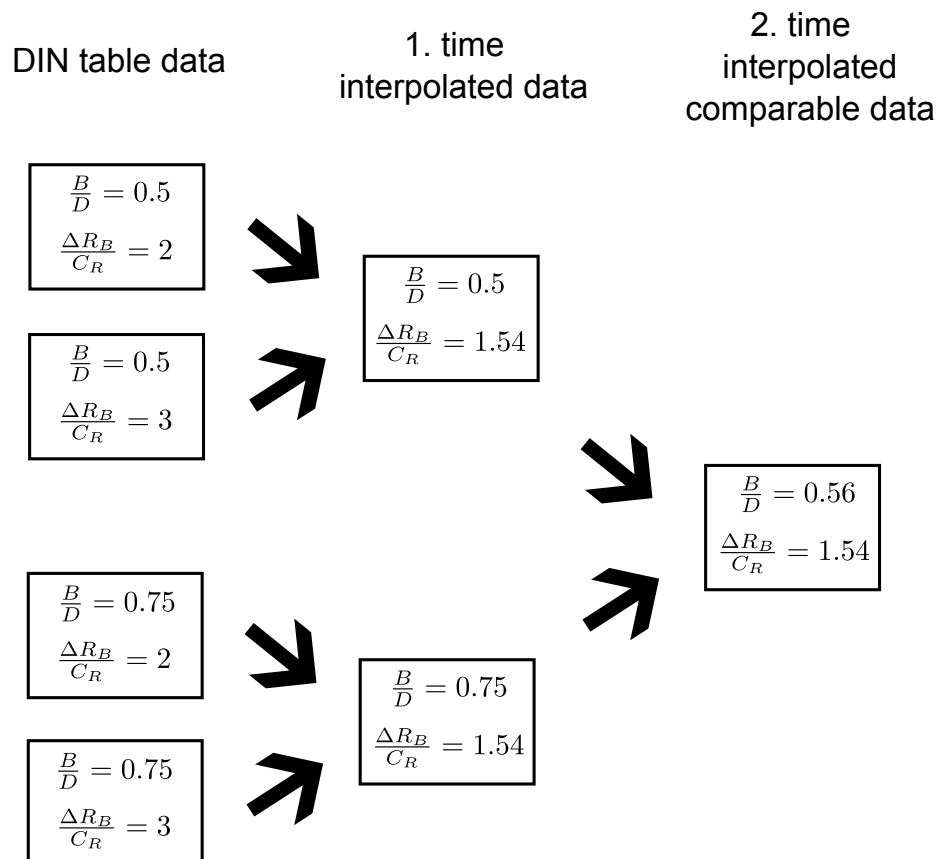 DIN table data
1. time
interpolated data
2. time
interpolated
comparable data
B/D = 0.5
ΔR_B/C_R = 2
B/D = 0.5
ΔR_B/C_R = 3
B/D = 0.5
ΔR_B/C_R = 1.54
B/D = 0.75
ΔR_B/C_R = 2
B/D = 0.75
ΔR_B/C_R = 3
B/D = 0.75
ΔR_B/C_R = 1.54
B/D = 0.56
ΔR_B/C_R = 1.54